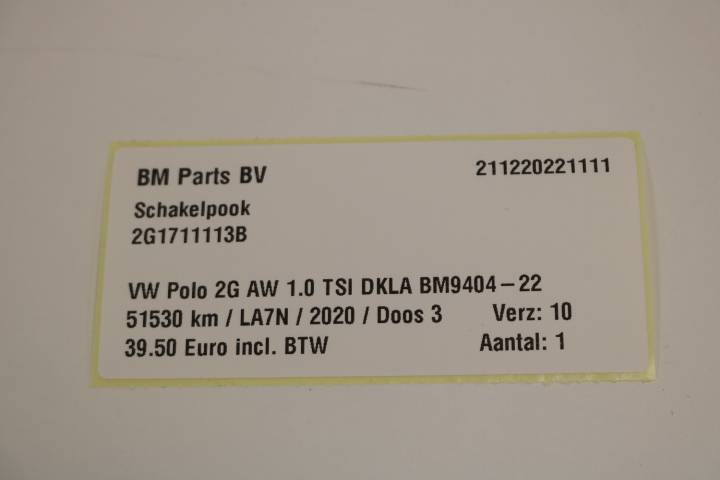 BM Parts BV 211220221111
Schakelpook
2G1711113B
VW Polo 2G AW 1.0 TSI DKLA BM9404-22
51530 km / LA7N / 2020 / Doos 3 Verz: 10
39.50 Euro incl. BTW Aantal: 1